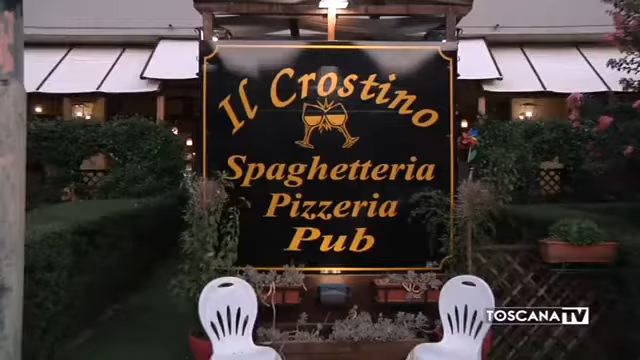 Il Crostino
Spaghetteria
Pizzeria
Pub
TOSCANA TV